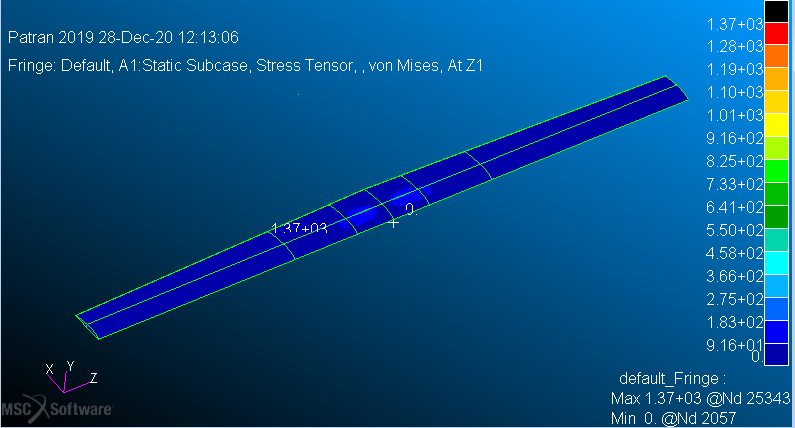 Patran 2019 28-Dec-20 12:13:06
Fringe: Default, A1:Static Subcase, Stress Tensor, , von Mises, At Z1
1.37+03
1.28+03
1.19+03
1.10+03
1.01+03
9.16+02
8.25+02
7.33+02
6.41+02
5.50+02
4.58+02
3.66+02
2.75+02
1.83+02
9.16+01
0.
0.
1.37+03
X
Y
Z
MSC Software
default_Fringe :
Max 1.37+03 @Nd 25343
Min 0. @Nd 2057